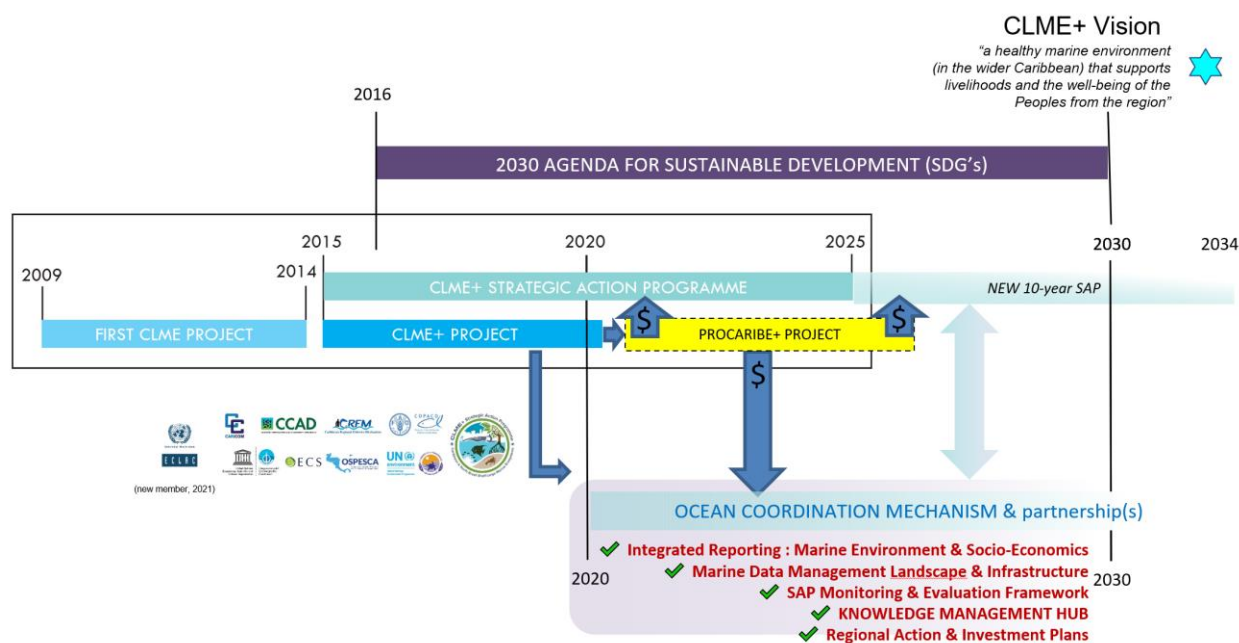 CLME+ Vision
"a healthy marine environment
(in the wider Caribbean) that supports
livelihoods and the well-being of the
Peoples from the region"
2016
2030 AGENDA FOR SUSTAINABLE DEVELOPMENT (SDG's)
2015
2020
2025
2030
2034
2009
2014
CLME+ STRATEGIC ACTION PROGRAMME
NEW 10-year SAP
FIRST CLME PROJECT
CLME+ PROJECT
$
PROCARIBE+ PROJECT
$
$
ECLAC
CARICOM
CCAD
CRFM
OECS
OSPESCA
UN
environment
(new member, 2021)
OCEAN COORDINATION MECHANISM & partnership(s)
Integrated Reporting : Marine Environment & Socio-Economics
Marine Data Management Landscape & Infrastructure
2020
2030
SAP Monitoring & Evaluation Framework
KNOWLEDGE MANAGEMENT HUB
Regional Action & Investment Plans